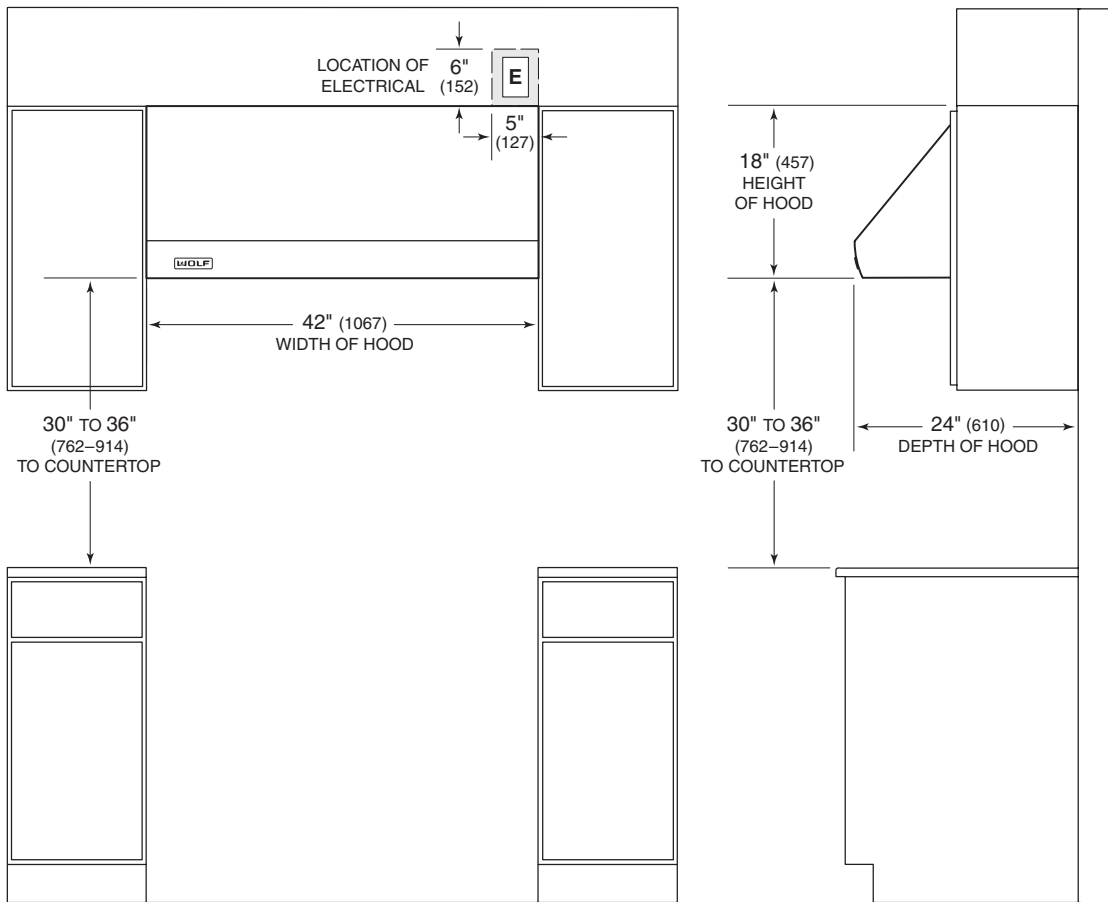 LOCATION OF
ELECTRICAL
6"
(152)
E
5"
(127)
WOLF
42" (1067)
WIDTH OF HOOD
30" TO 36"
(762–914)
TO COUNTERTOP
18" (457)
HEIGHT
OF HOOD
30" TO 36"
(762–914)
TO COUNTERTOP
24" (610)
DEPTH OF HOOD